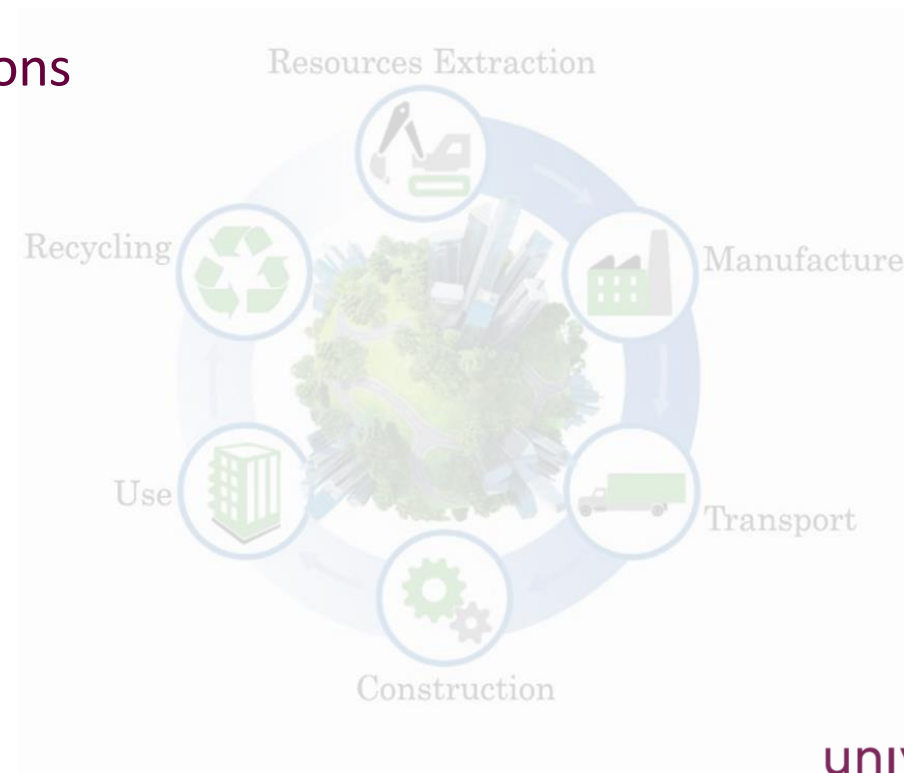 ons
Resources Extraction
Recycling
Manufacture
Use
Transport
Construction
univ